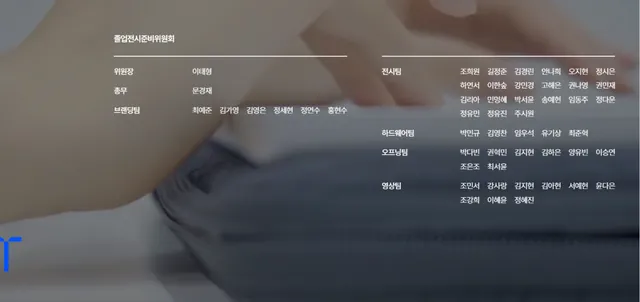 졸업전시준비위원회
위원장 이태형
총무 문경재
브랜딩팀 최예준 김가영 김영은 정세현 정연수 홍현수
전시팀 조희원 길정준 김경린 안나희 오지현 정시은
하연서 이한슬 강민경 고해은 권나영 권민재
김리아 민명혜 박서윤 송예현 임동주 정다운
정유민 정유진 주시원
하드웨어팀 박민규 김영찬 임우석 유기상 최준혁
오프닝팀 박다빈 권혁민 김지현 김하은 양유빈 이승연
조은조 최서윤
영상팀 조민서 강사랑 김지현 김아현 서예현 윤다은
조강희 이혜윤 정혜진